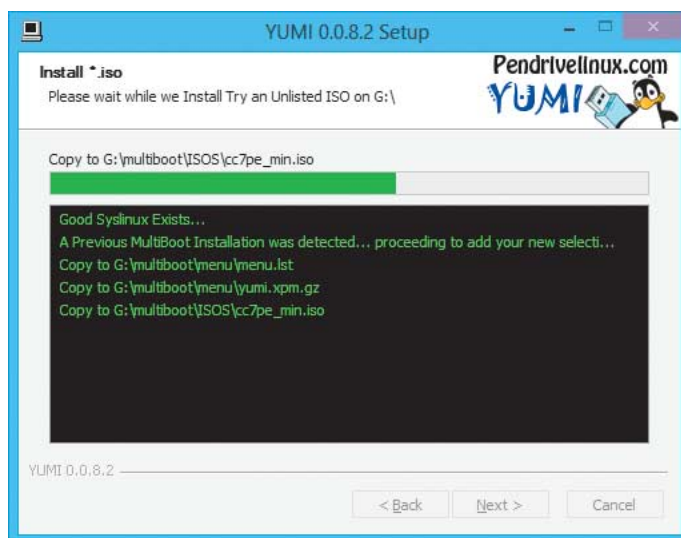 YUMI 0.0.8.2 Setup
Install *.iso
Please wait while we Install Try an Unlisted ISO on G:\
Pendrivelinux.com
YUMI
Copy to G:\multiboot\ISOS\cc7pe_min.iso
Good Syslinux Exists...
A Previous MultiBoot Installation was detected... proceeding to add your new selecti...
Copy to G:\multiboot\menu\menu.lst
Copy to G:\multiboot\menu\yumi.xpm.gz
Copy to G:\multiboot\ISOS\cc7pe_min.iso
YUMI 0.0.8.2
< Back Next > Cancel